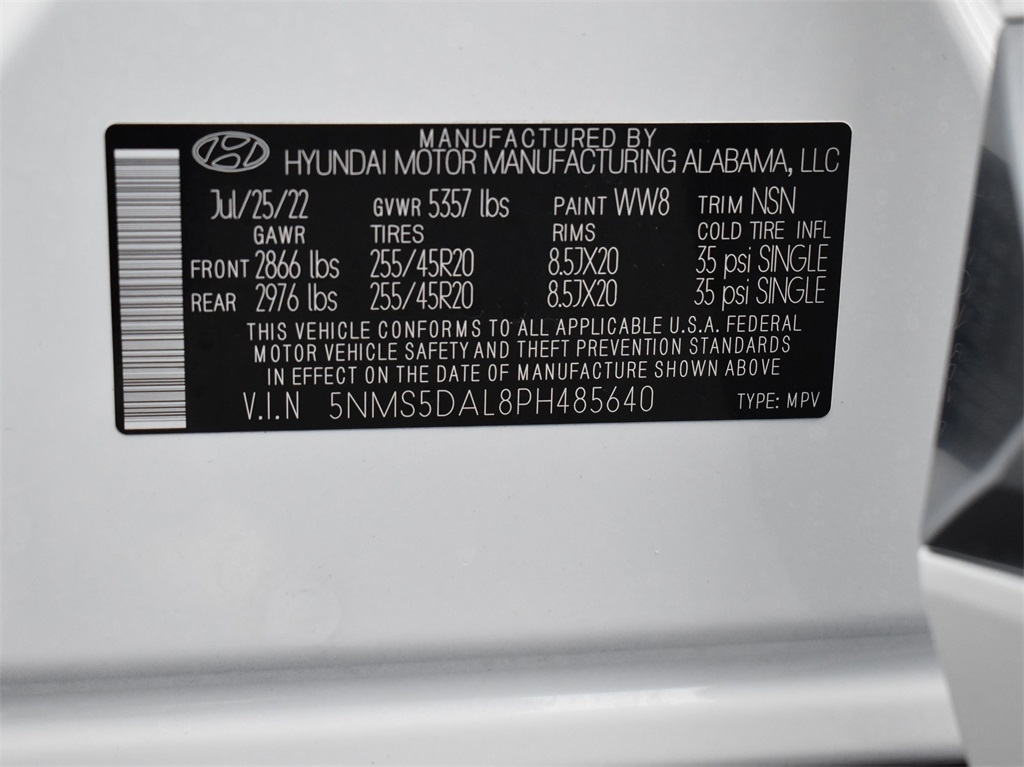 MANUFACTURED BY
HYUNDAI MOTOR MANUFACTURING ALABAMA, LLC
Jul/25/22 GVWR 5357 lbs PAINT WW8 TRIM NSN
GAWR TIRES RIMS COLD TIRE INFL
FRONT 2866 lbs 255/45R20 8.5JX20 35 psi SINGLE
REAR 2976 lbs 255/45R20 8.5JX20 35 psi SINGLE
THIS VEHICLE CONFORMS TO ALL APPLICABLE U.S.A. FEDERAL
MOTOR VEHICLE SAFETY AND THEFT PREVENTION STANDARDS
IN EFFECT ON THE DATE OF MANUFACTURE SHOWN ABOVE
V.I.N 5NMS5DAL8PH485640 TYPE: MPV